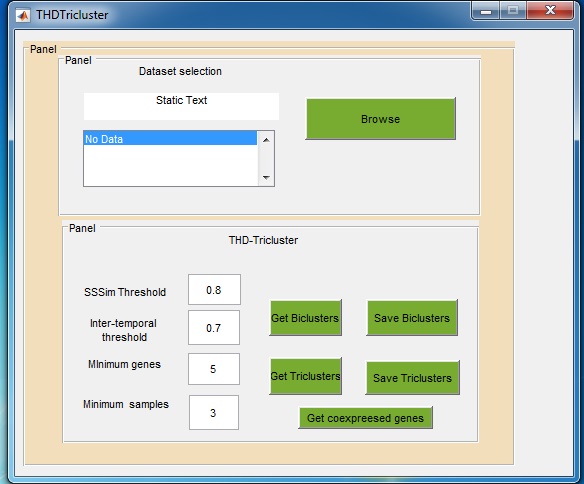 THDTricluster
Panel
Panel
Dataset selection
Static Text
Browse
No Data
Panel
THD-Tricluster
SSSim Threshold
0.8
Get Biclusters
Save Biclusters
Inter-temporal
threshold
0.7
MInimum genes
5
Get Triclusters
Save Triclusters
Minimum samples
3
Get coexpreesed genes